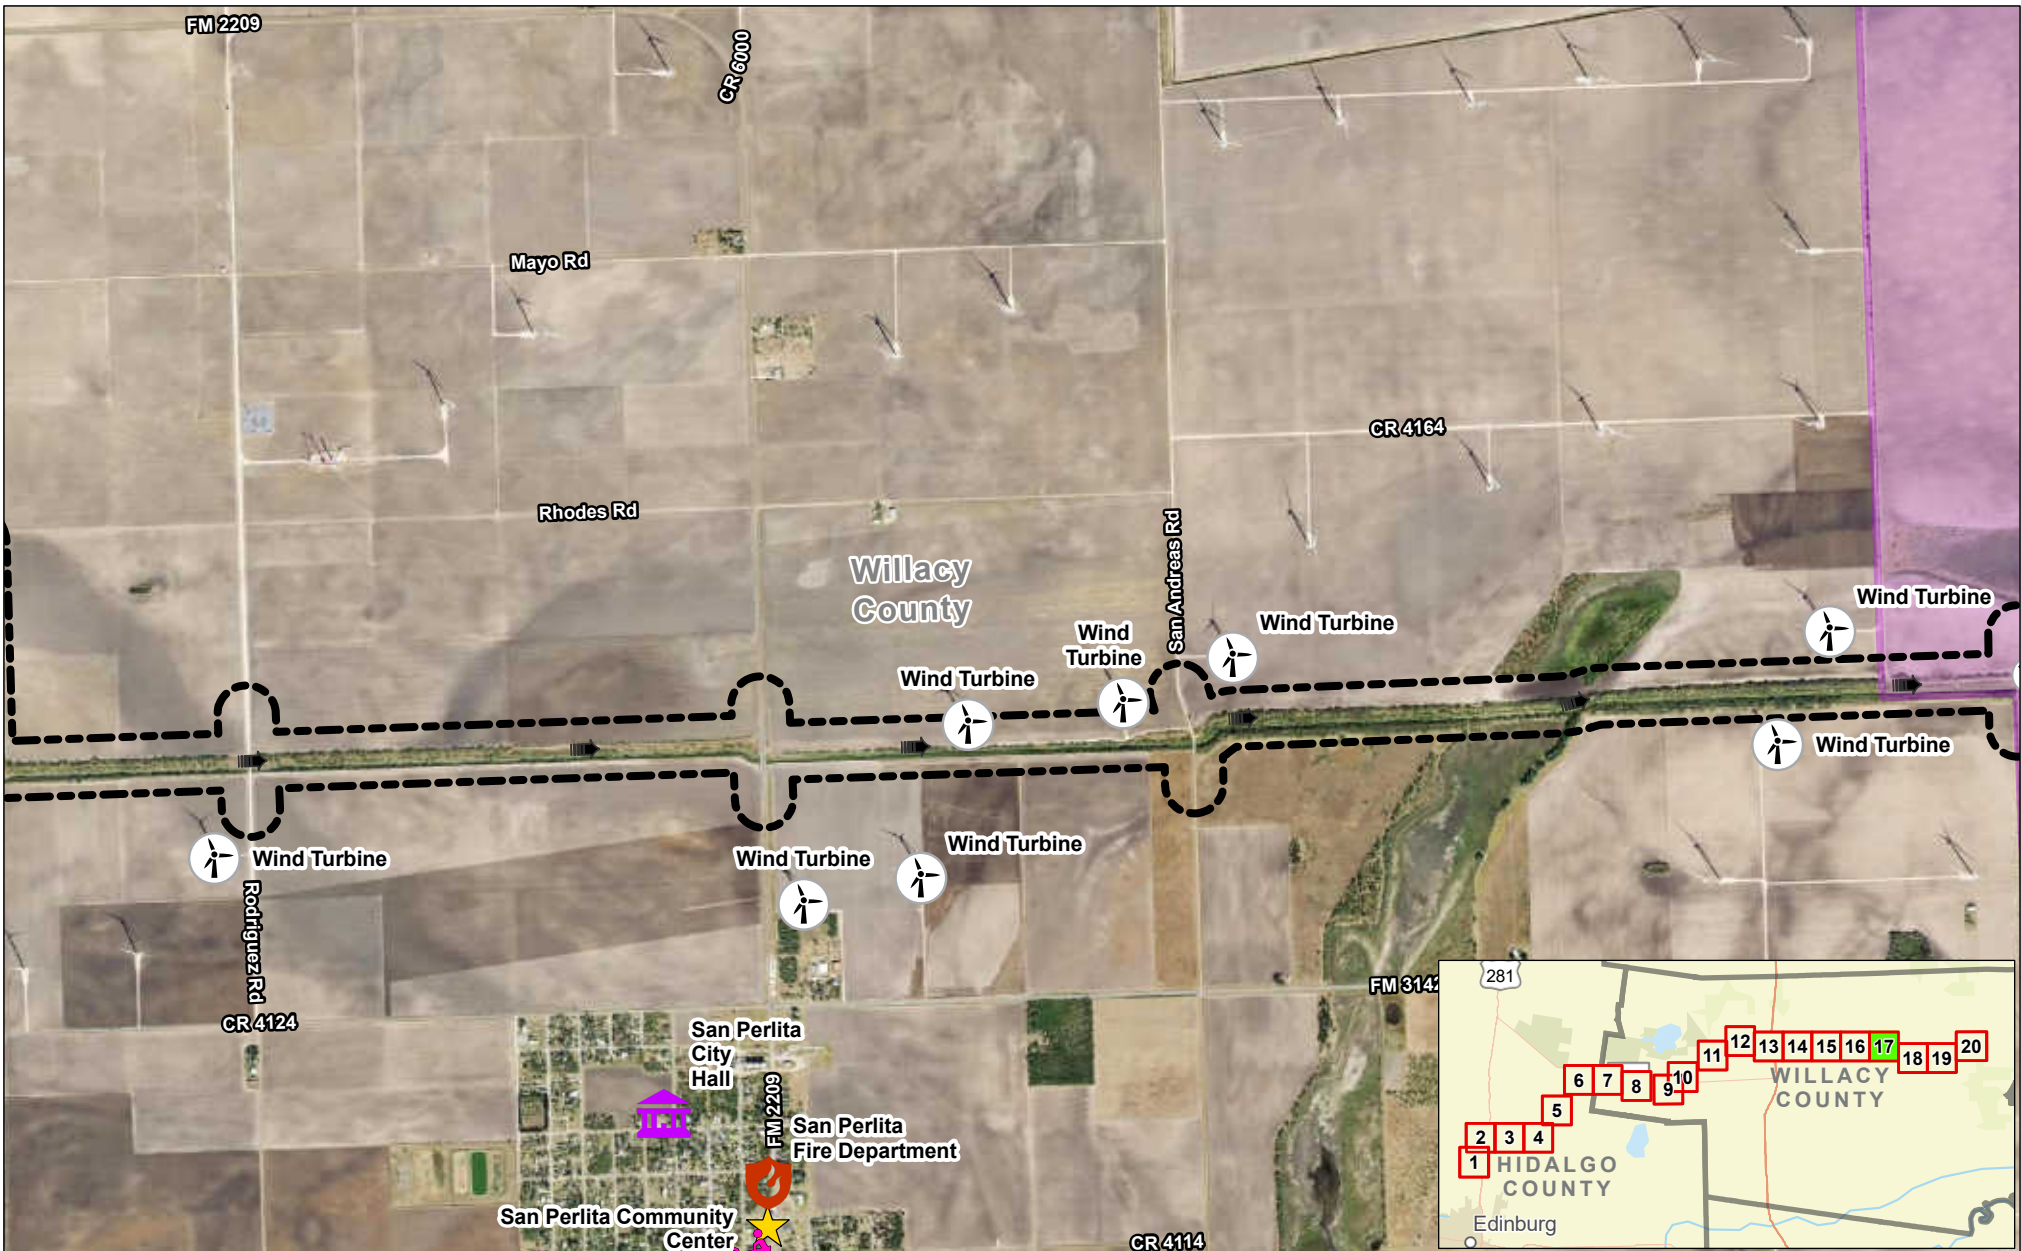 FM 2209
CR 6000
Mayo Rd
CR 4164
Rhodes Rd
San Andreas Rd
Willacy
County
Wind Turbine
Wind
Turbine
Wind Turbine
Wind Turbine
Wind Turbine
Wind Turbine
Wind Turbine
Wind Turbine
Rodriguez Rd
CR 4124
FM 3142
San Perlita
City
Hall
FM 2209
San Perlita
Fire Department
San Perlita Community
Center
CR 4114
281
1
2
3
4
5
6
7
8
9
10
11
12
13
14
15
16
17
18
19
20
WILLACY
COUNTY
HIDALGO
COUNTY
Edinburg